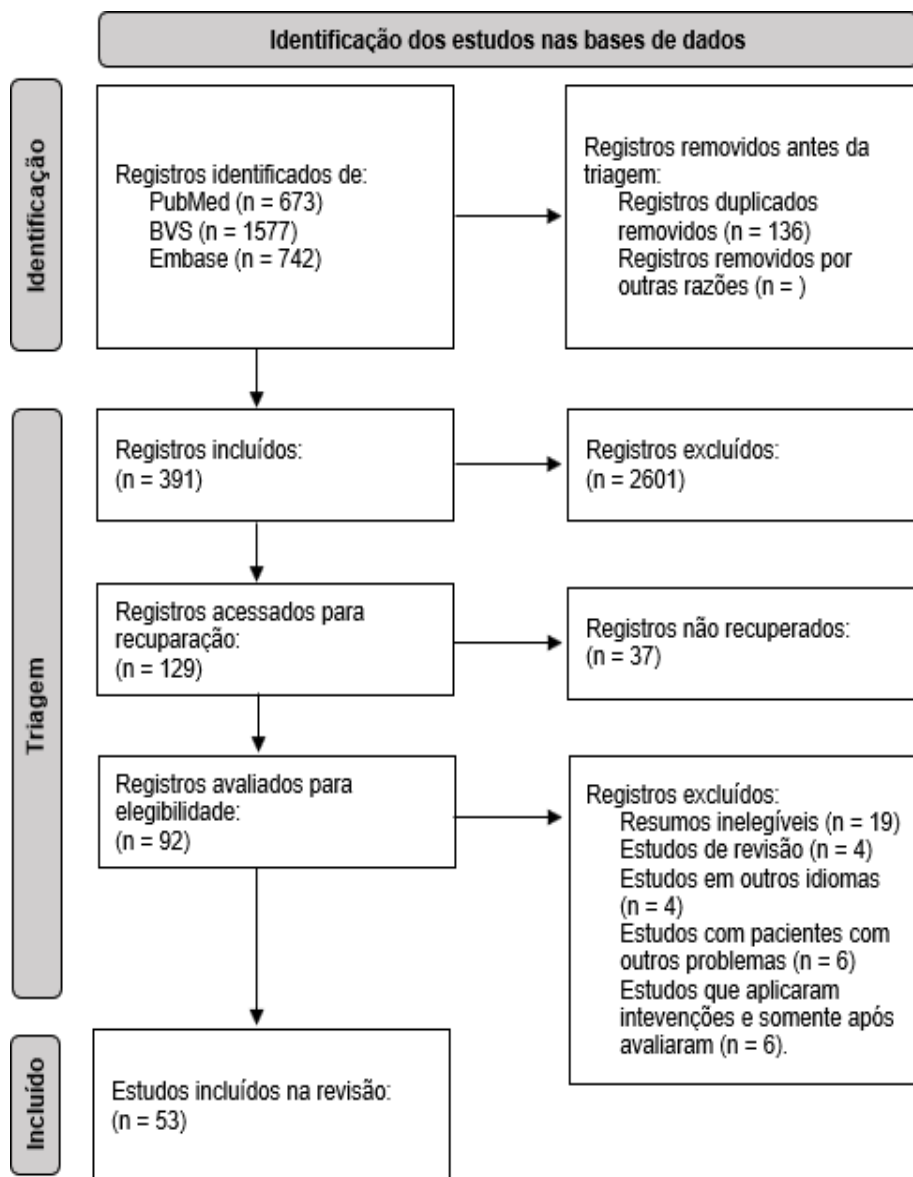 Identificação dos estudos nas bases de dados
Identificação
Registros identificados de:
PubMed (n = 673)
BVS (n = 1577)
Embase (n = 742)
Registros removidos antes da
triagem:
Registros duplicados
removidos (n = 136)
Registros removidos por
outras razões (n = )
Triagem
Registros incluídos:
(n = 391)
Registros excluídos:
(n = 2601)
Registros acessados para
recuparação:
(n = 129)
Registros não recuperados:
(n = 37)
Registros avaliados para
elegibilidade:
(n = 92)
Registros excluídos:
Resumos inelegíveis (n = 19)
Estudos de revisão (n = 4)
Estudos em outros idiomas
(n = 4)
Estudos com pacientes com
outros problemas (n = 6)
Estudos que aplicaram
intevenções e somente após
avaliaram (n = 6).
Incluído
Estudos incluídos na revisão:
(n = 53)